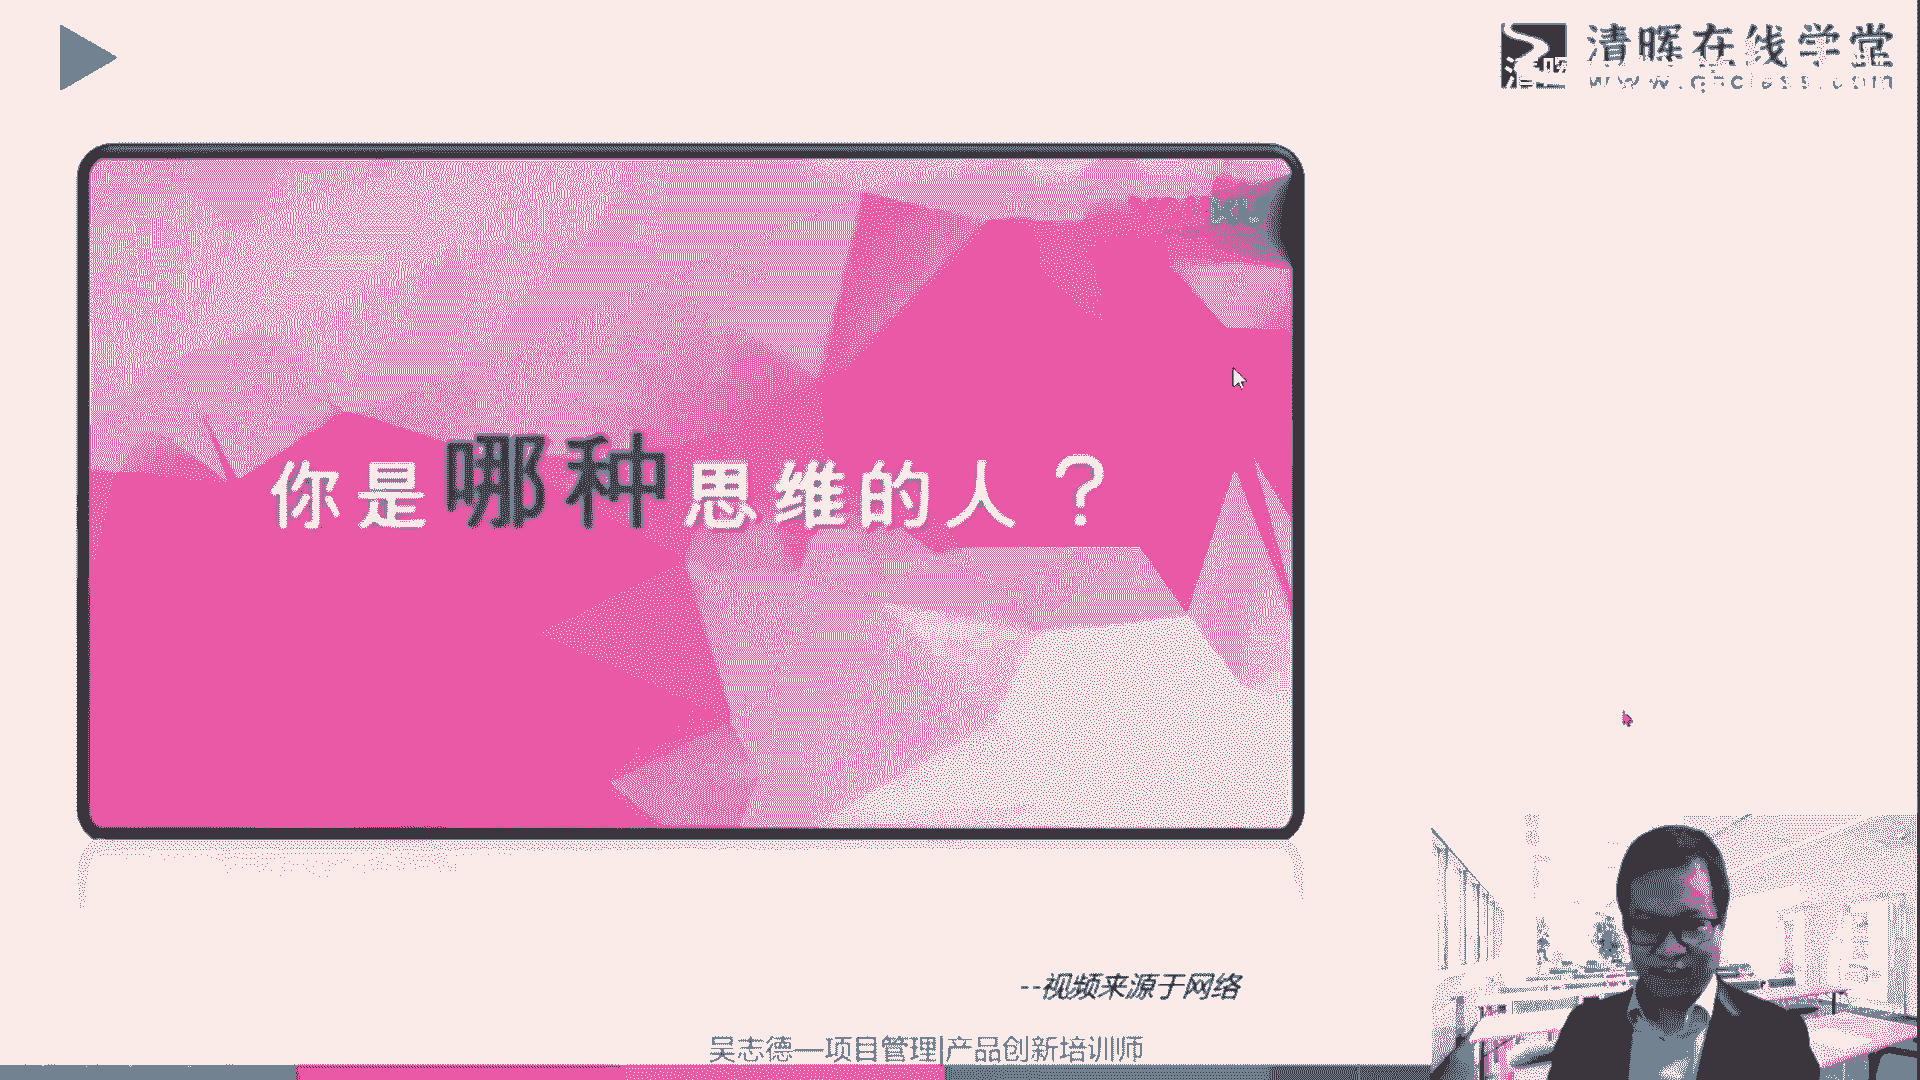 清晖在线学堂
www.qhclass.com
你是哪种思维的人？
--视频来源于网络
吴志德—项目管理|产品创新培训师